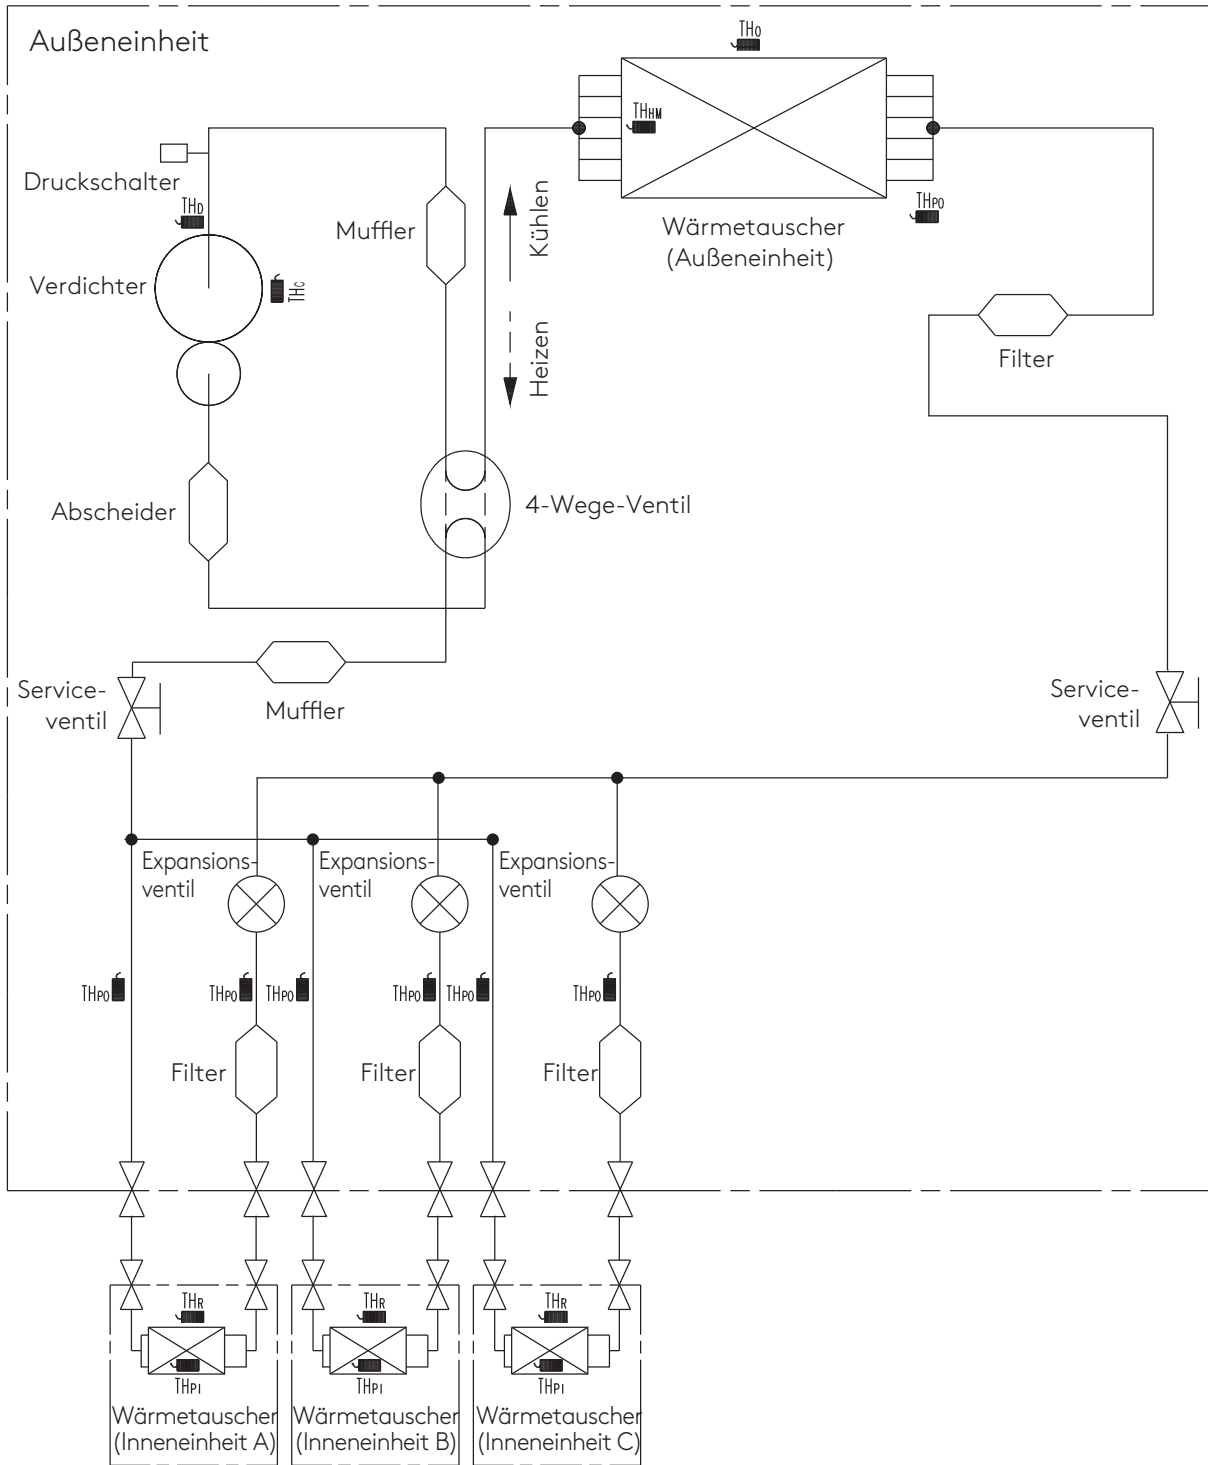 Außeneinheit
THO
THHM
Druckschalter
THD
Muffler
Kühlen
THPO
Wärmetauscher
(Außeneinheit)
Verdichter
THC
Heizen
Filter
Abscheider
4-Wege-Ventil
Service-
ventil
Muffler
Service-
ventil
Expansions-
ventil
Expansions-
ventil
Expansions-
ventil
THPO
THPO
THPO
THPO
THPO
THPO
Filter
Filter
Filter
THR
THR
THR
THPI
THPI
THPI
Wärmetauscher
(Inneneinheit A)
Wärmetauscher
(Inneneinheit B)
Wärmetauscher
(Inneneinheit C)